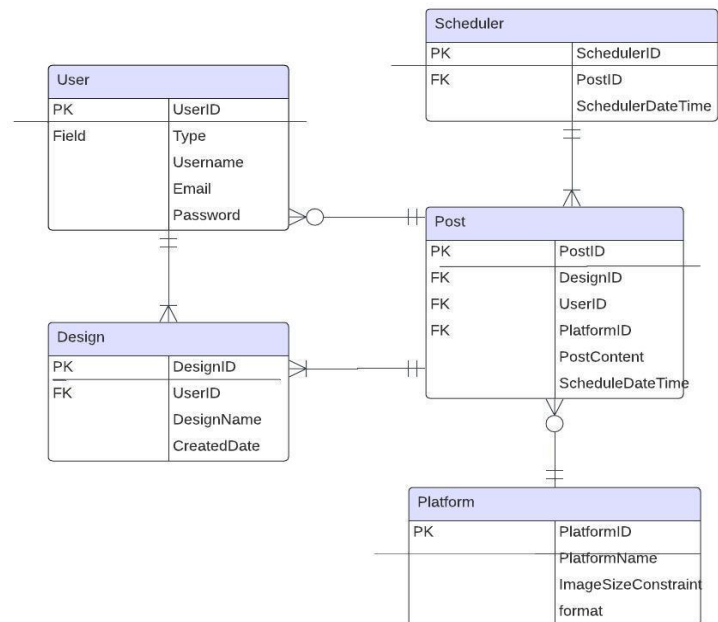 Scheduler
PK SchedulerID
FK PostID
SchedulerDateTime
User
PK UserID
Field Type
Username
Email
Password
Post
PK PostID
FK DesignID
FK UserID
FK PlatformID
PostContent
ScheduleDateTime
Design
PK DesignID
FK UserID
DesignName
CreatedDate
Platform
PK PlatformID
PlatformName
ImageSizeConstraint
format